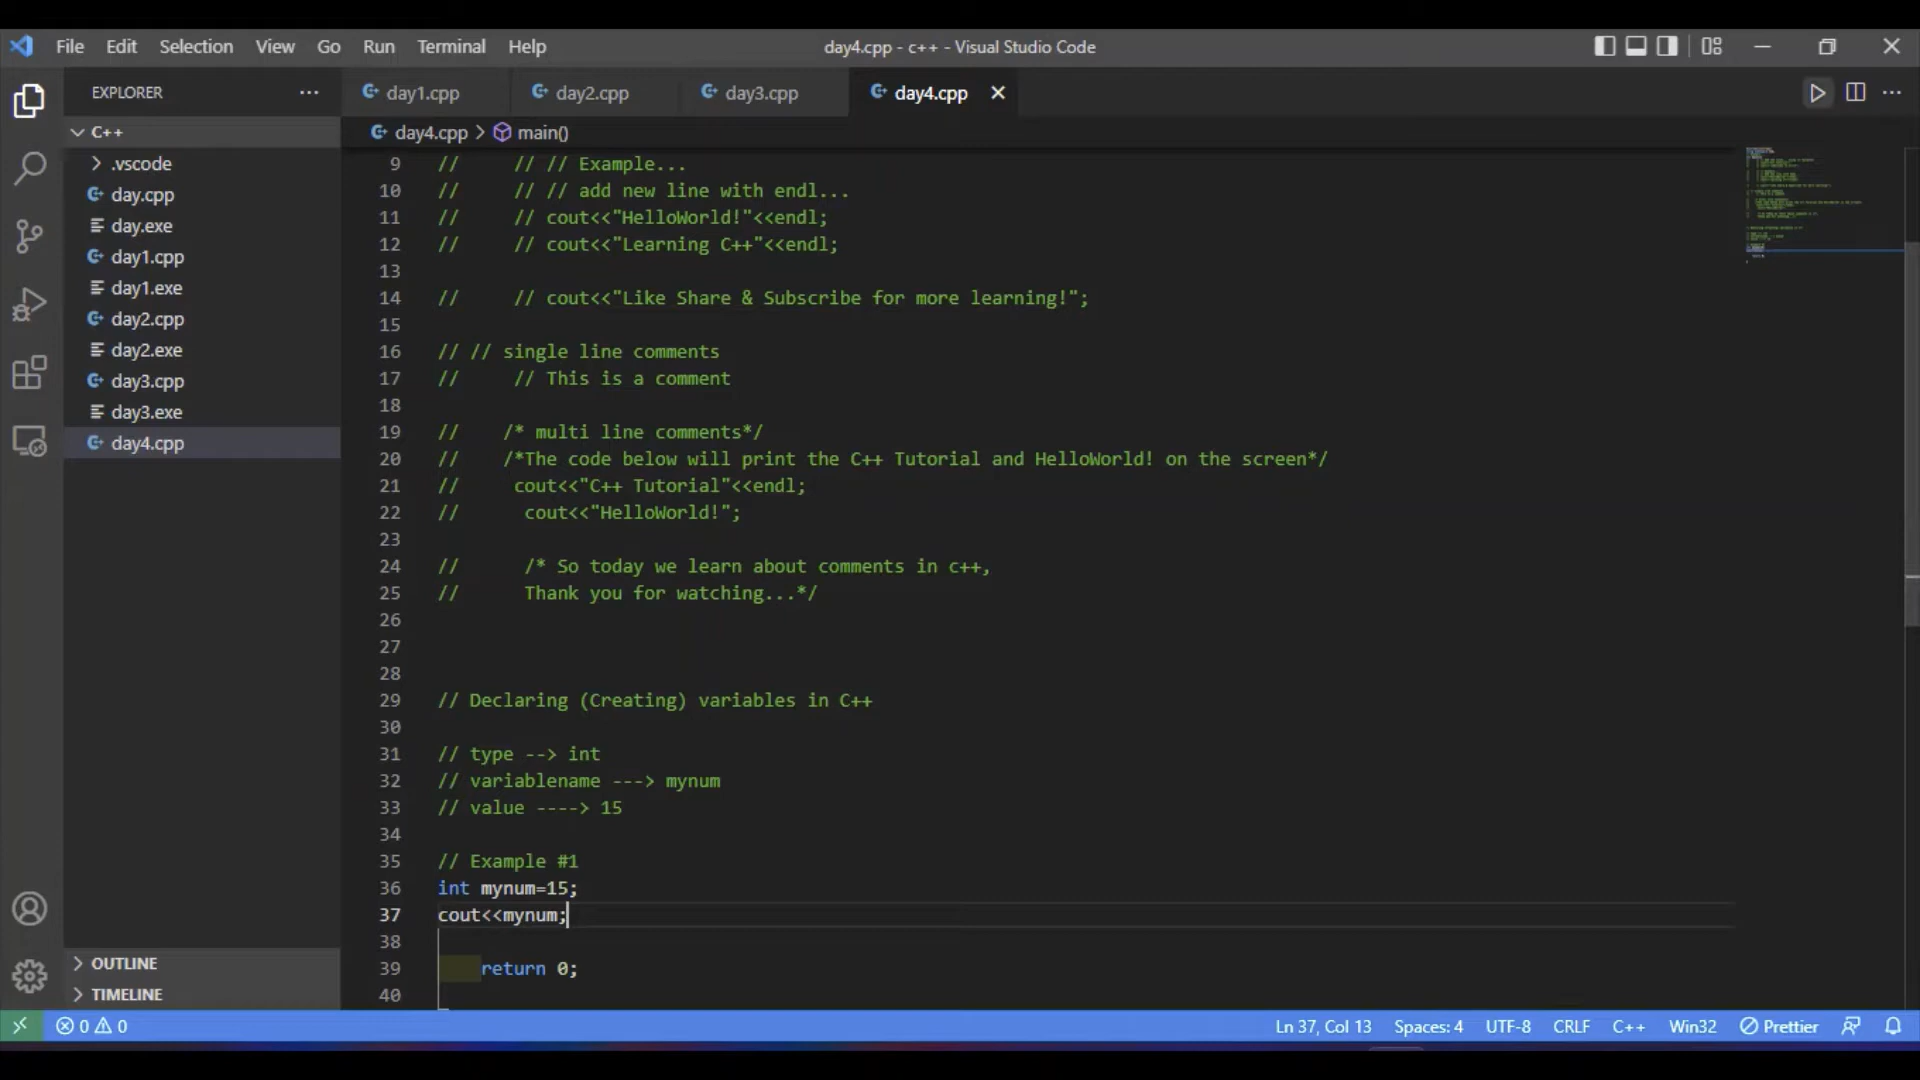 File Edit Selection View Go Run Terminal Help day4.cpp - c++ - Visual Studio Code
EXPLORER ··· day1.cpp day2.cpp day3.cpp day4.cpp
C++ day4.cpp > main()
.vscode
day.cpp
day.exe
day1.cpp
day1.exe
day2.cpp
day2.exe
day3.cpp
day3.exe
day4.cpp
OUTLINE
TIMELINE
9 // // // Example...
10 // // // add new line with endl...
11 // // cout<<"HelloWorld!"<<endl;
12 // // cout<<"Learning C++"<<endl;
13
14 // // cout<<"Like Share & Subscribe for more learning!";
15
16 // // single line comments
17 // // This is a comment
18
19 // /* multi line comments*/
20 // /*The code below will print the C++ Tutorial and HelloWorld! on the screen*/
21 // cout<<"C++ Tutorial"<<endl;
22 // cout<<"HelloWorld!";
23
24 // /* So today we learn about comments in c++,
25 // Thank you for watching...*/
26
27
28
29 // Declaring (Creating) variables in C++
30
31 // type --> int
32 // variablename ---> mynum
33 // value ----> 15
34
35 // Example #1
36 int mynum=15;
37 cout<<mynum;
38
39 return 0;
40
0 0 Ln 37, Col 13 Spaces: 4 UTF-8 CRLF C++ Win32 Prettier